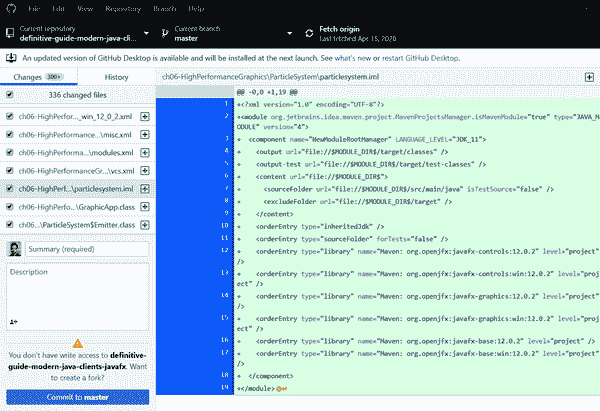 File Edit View Repository Branch Help
Current repository
definitive-guide-modern-java-clie...
Current branch
master
Fetch origin
Last fetched Apr 15, 2020
An updated version of GitHub Desktop is available and will be installed at the next launch. See what's new or restart GitHub Desktop.
Changes 300+ History
336 changed files
ch06-HighPerfor..._win_12_0_2.xml
ch06-HighPerformance...\misc.xml
ch06-HighPerforma...\modules.xml
ch06-HighPerformanceGr...\vcs.xml
ch06-HighPerf...\particlesystem.iml
ch06-HighPerfo...\GraphicApp.class
ch06...\ParticleSystem$Emitter.class
Summary (required)
Description
You don't have write access to definitive-
guide-modern-java-clients-javafx. Want
to create a fork?
Commit to master
ch06-HighPerformanceGraphics\ParticleSystem\particlesystem.iml
@@ -0,0 +1,19 @@
1 +<?xml version="1.0" encoding="UTF-8"?>
2 +<module org.jetbrains.idea.maven.project.MavenProjectsManager.isMavenModule="true" type="JAVA_M
ODULE" version="4">
3 + <component name="NewModuleRootManager" LANGUAGE_LEVEL="JDK_11">
4 + <output url="file://$MODULE_DIR$/target/classes" />
5 + <output-test url="file://$MODULE_DIR$/target/test-classes" />
6 + <content url="file://$MODULE_DIR$">
7 + <sourceFolder url="file://$MODULE_DIR$/src/main/java" isTestSource="false" />
8 + <excludeFolder url="file://$MODULE_DIR$/target" />
9 + </content>
10 + <orderEntry type="inheritedJdk" />
11 + <orderEntry type="sourceFolder" forTests="false" />
12 + <orderEntry type="library" name="Maven: org.openjfx:javafx-controls:12.0.2" level="project"
/>
13 + <orderEntry type="library" name="Maven: org.openjfx:javafx-controls:win:12.0.2" level="proj
ect" />
14 + <orderEntry type="library" name="Maven: org.openjfx:javafx-graphics:12.0.2" level="project"
/>
15 + <orderEntry type="library" name="Maven: org.openjfx:javafx-graphics:win:12.0.2" level="proj
ect" />
16 + <orderEntry type="library" name="Maven: org.openjfx:javafx-base:12.0.2" level="project" />
17 + <orderEntry type="library" name="Maven: org.openjfx:javafx-base:win:12.0.2" level="project"
/>
18 + </component>
19 +</module>